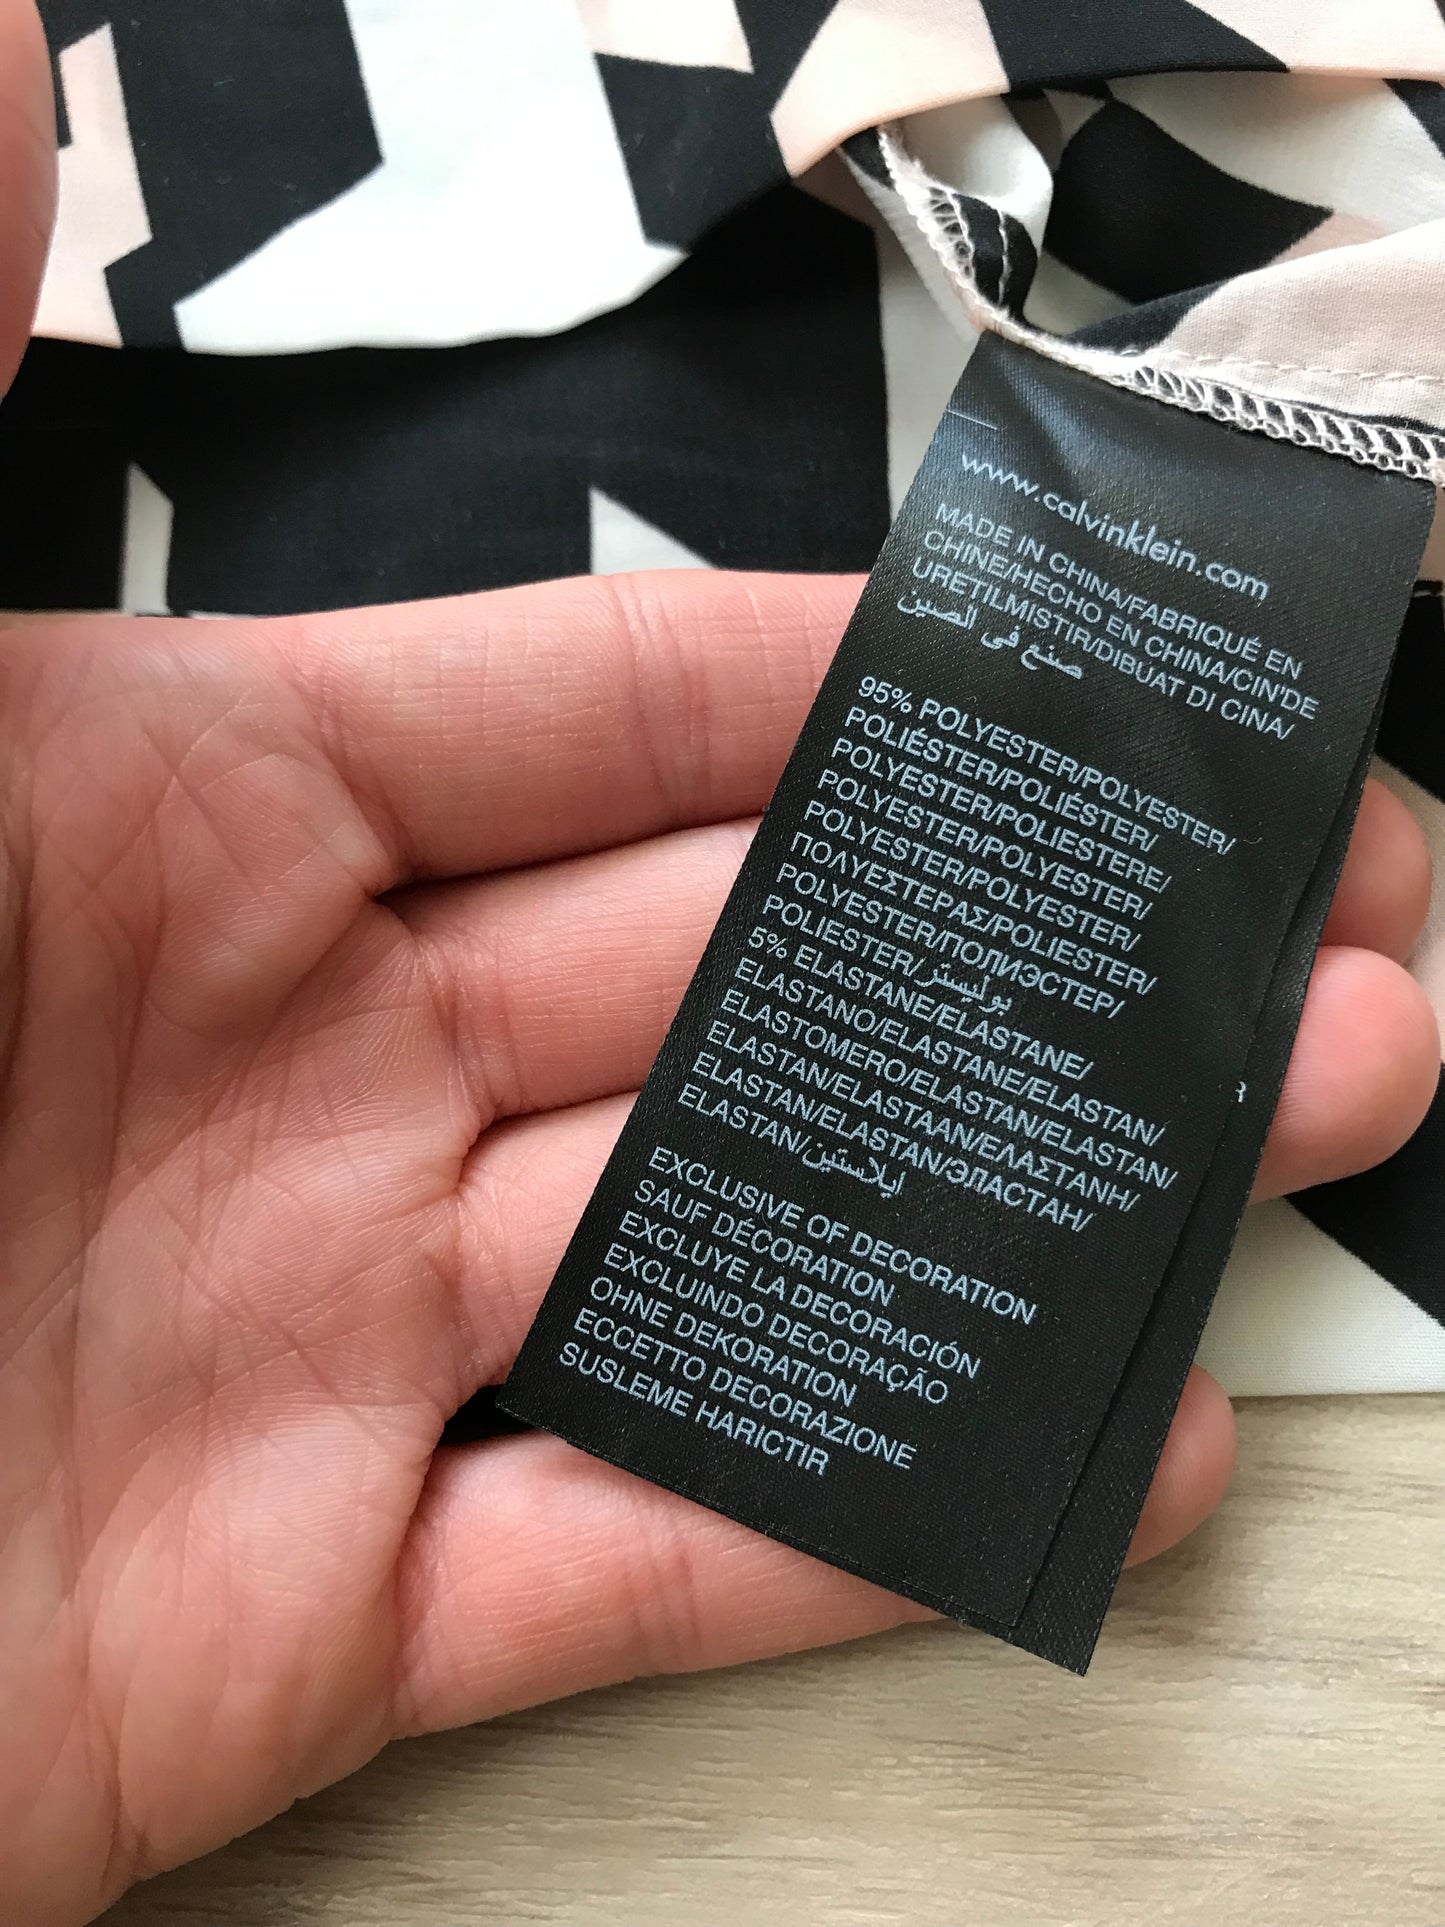 www.calvinklein.com
MADE IN CHINA/FABRIQUÉ EN
CHINE/HECHO EN CHINA/CIN'DE
URETILMISTIR/DIBUAT DI CINA/
صنع في الصين
95% POLYESTER/POLYESTER/
POLIÉSTER/POLIÉSTER/
POLYESTER/POLIESTERE/
POLYESTER/POLYESTER/
POLYESTER/POLYESTER/
ΠΟΛΥΕΣΤΕΡΑΣ/POLIESTER/
POLYESTER/ПОЛИЭСТЕР/
POLIESTER/بوليستر
5% ELASTANE/ELASTANE/
ELASTANO/ELASTANE/ELASTAN/
ELASTOMERO/ELASTAN/ELASTAN/
ELASTAN/ELASTAAN/ΕΛΑΣΤΑΝΗ/
ELASTAN/ELASTAN/ЭЛАСТАН/
ELASTAN/إيلاستين
EXCLUSIVE OF DECORATION
SAUF DÉCORATION
EXCLUYE LA DECORACIÓN
EXCLUINDO DECORAÇÃO
OHNE DEKORATION
ECCETTO DECORAZIONE
SUSLEME HARICTIR